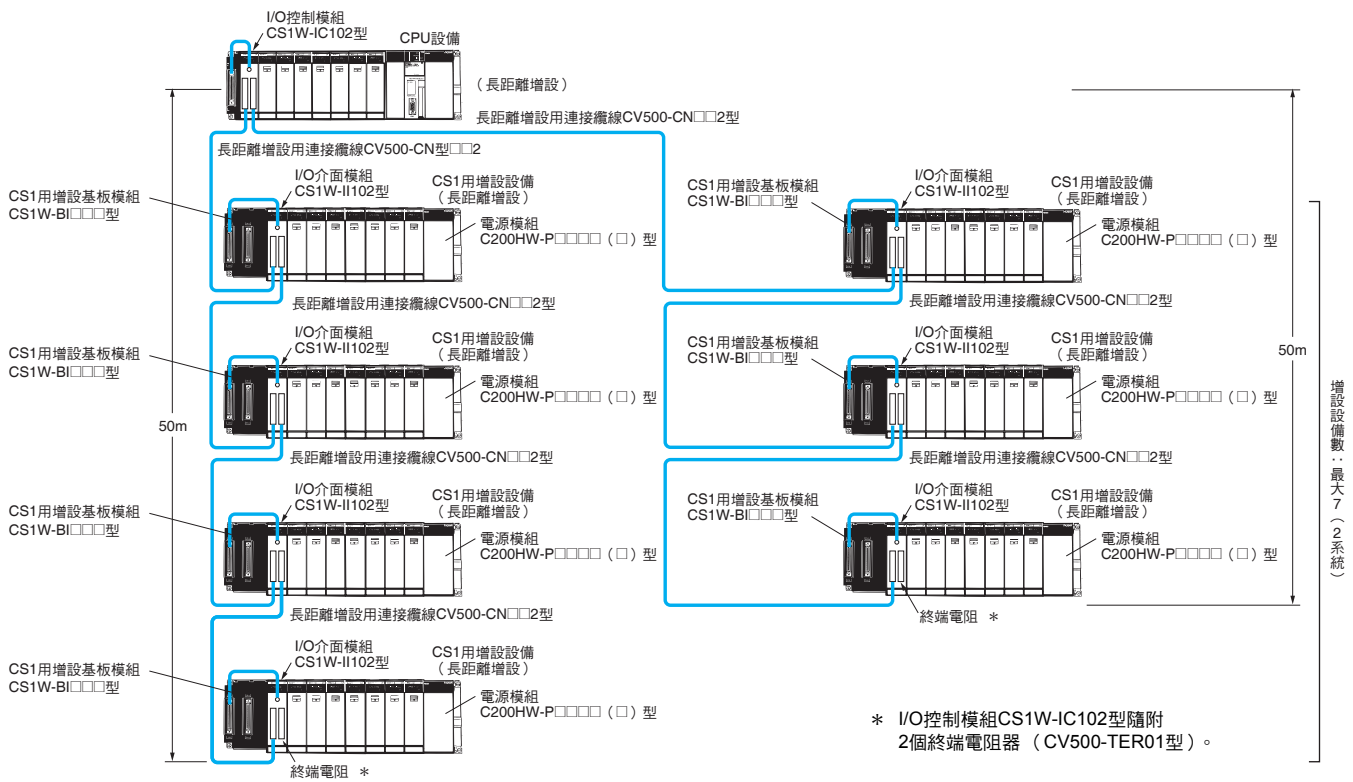 I/O控制模組
CS1W-IC102型
CPU設備
（長距離增設）
長距離增設用連接纜線CV500-CN□□2型
長距離增設用連接纜線CV500-CN型□□2
CS1用增設基板模組
CS1W-BI□□□型
I/O介面模組
CS1W-II102型
CS1用增設設備
（長距離增設）
電源模組
C200HW-P□□□□（□）型
CS1用增設基板模組
CS1W-BI□□□型
I/O介面模組
CS1W-II102型
CS1用增設設備
（長距離增設）
電源模組
C200HW-P□□□□（□）型
長距離增設用連接纜線CV500-CN□□2型
長距離增設用連接纜線CV500-CN□□2型
CS1用增設基板模組
CS1W-BI□□□型
I/O介面模組
CS1W-II102型
CS1用增設設備
（長距離增設）
電源模組
C200HW-P□□□□（□）型
CS1用增設基板模組
CS1W-BI□□□型
I/O介面模組
CS1W-II102型
CS1用增設設備
（長距離增設）
電源模組
C200HW-P□□□□（□）型
50m
50m
長距離增設用連接纜線CV500-CN□□2型
長距離增設用連接纜線CV500-CN□□2型
CS1用增設基板模組
CS1W-BI□□□型
I/O介面模組
CS1W-II102型
CS1用增設設備
（長距離增設）
電源模組
C200HW-P□□□□（□）型
CS1用增設基板模組
CS1W-BI□□□型
I/O介面模組
CS1W-II102型
CS1用增設設備
（長距離增設）
電源模組
C200HW-P□□□□（□）型
終端電阻 ＊
增設設備數：最大7（2系統）
長距離增設用連接纜線CV500-CN□□2型
CS1用增設基板模組
CS1W-BI□□□型
I/O介面模組
CS1W-II102型
CS1用增設設備
（長距離增設）
電源模組
C200HW-P□□□□（□）型
終端電阻 ＊
＊ I/O控制模組CS1W-IC102型隨附
2個終端電阻器（CV500-TER01型）。